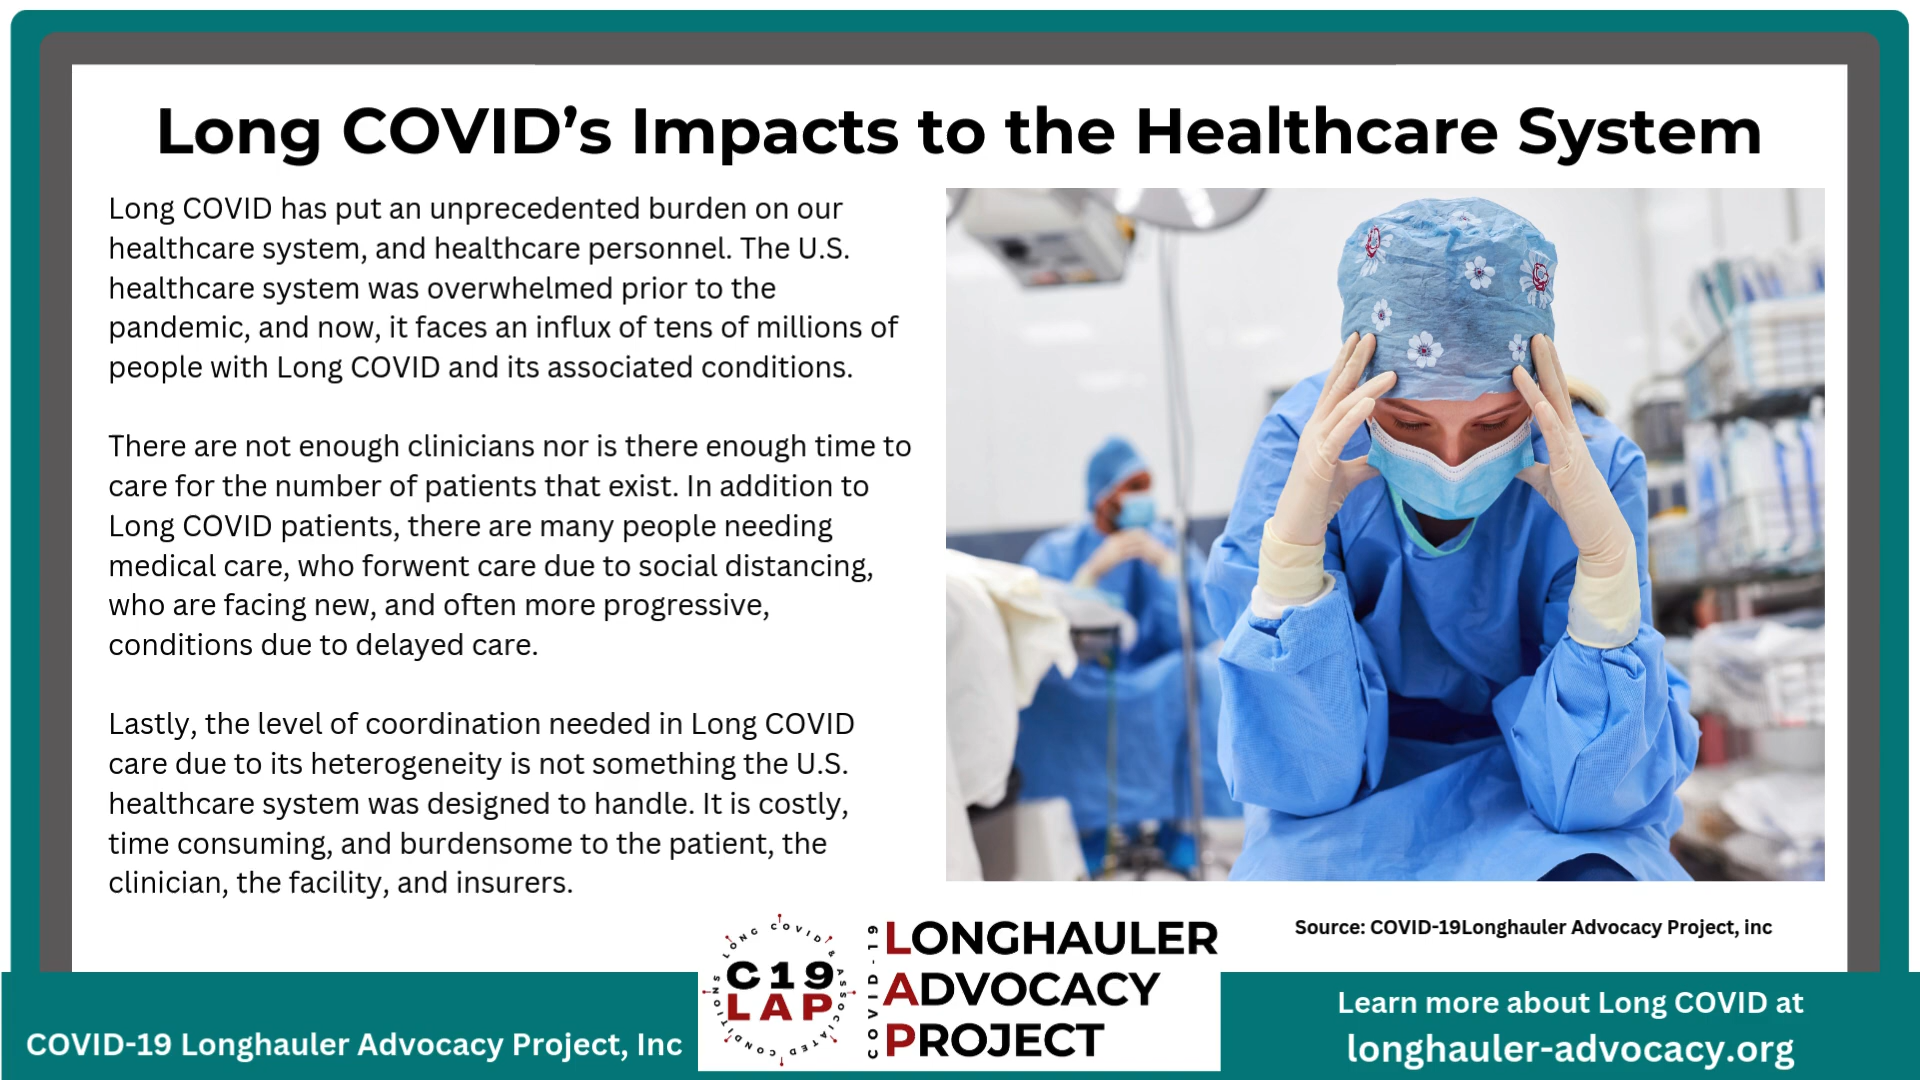 Long COVID’s Impacts to the Healthcare System
Long COVID has put an unprecedented burden on our
healthcare system, and healthcare personnel. The U.S.
healthcare system was overwhelmed prior to the
pandemic, and now, it faces an influx of tens of millions of
people with Long COVID and its associated conditions.
There are not enough clinicians nor is there enough time to
care for the number of patients that exist. In addition to
Long COVID patients, there are many people needing
medical care, who forwent care due to social distancing,
who are facing new, and often more progressive,
conditions due to delayed care.
Lastly, the level of coordination needed in Long COVID
care due to its heterogeneity is not something the U.S.
healthcare system was designed to handle. It is costly,
time consuming, and burdensome to the patient, the
clinician, the facility, and insurers.
Source: COVID-19Longhauler Advocacy Project, inc
COVID-19 Longhauler Advocacy Project, Inc
LONG COVID & ASSOCIATED CONDITIONS
C19
LAP
COVID-19
LONGHAULER
ADVOCACY
PROJECT
Learn more about Long COVID at
longhauler-advocacy.org